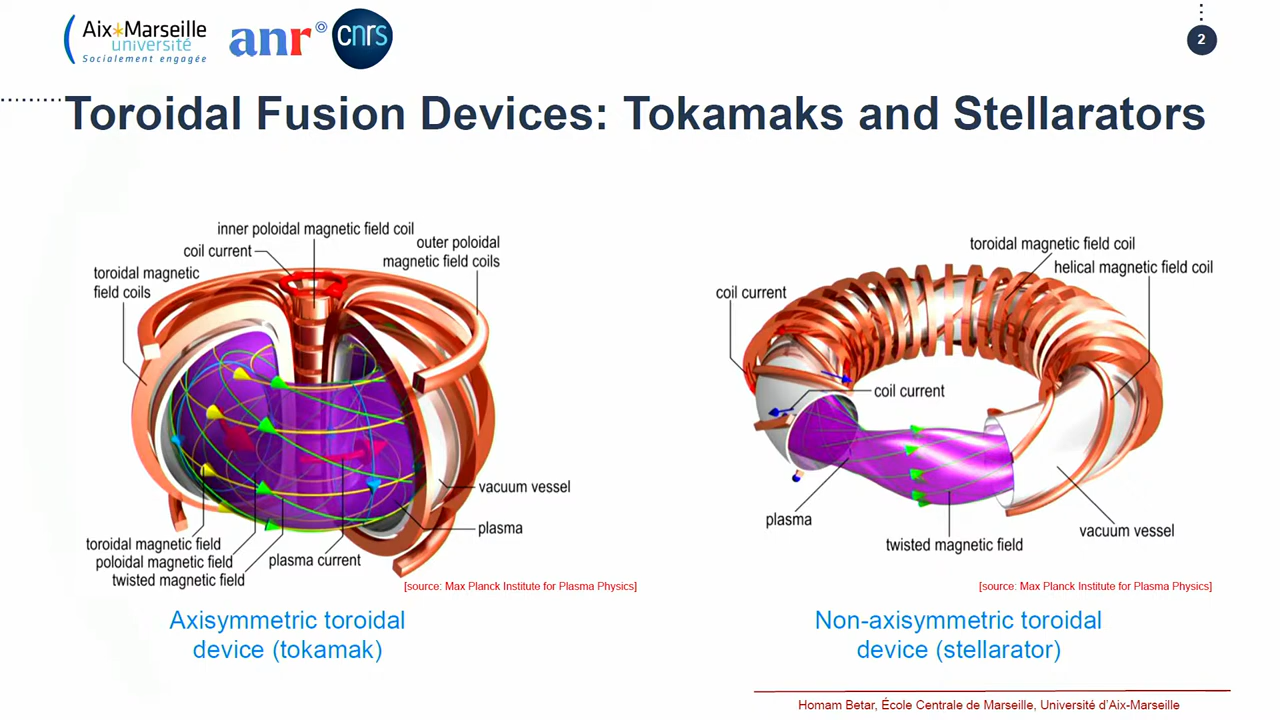 Aix*Marseille
université
Socialement engagée
anr
cnrs
2
Toroidal Fusion Devices: Tokamaks and Stellarators
inner poloidal magnetic field coil
coil current
outer poloidal
magnetic field coils
toroidal magnetic
field coils
vacuum vessel
plasma
toroidal magnetic field
poloidal magnetic field
plasma current
twisted magnetic field
[source: Max Planck Institute for Plasma Physics]
Axisymmetric toroidal
device (tokamak)
toroidal magnetic field coil
helical magnetic field coil
coil current
coil current
plasma
vacuum vessel
twisted magnetic field
[source: Max Planck Institute for Plasma Physics]
Non-axisymmetric toroidal
device (stellarator)
Homam Betar, École Centrale de Marseille, Université d'Aix-Marseille